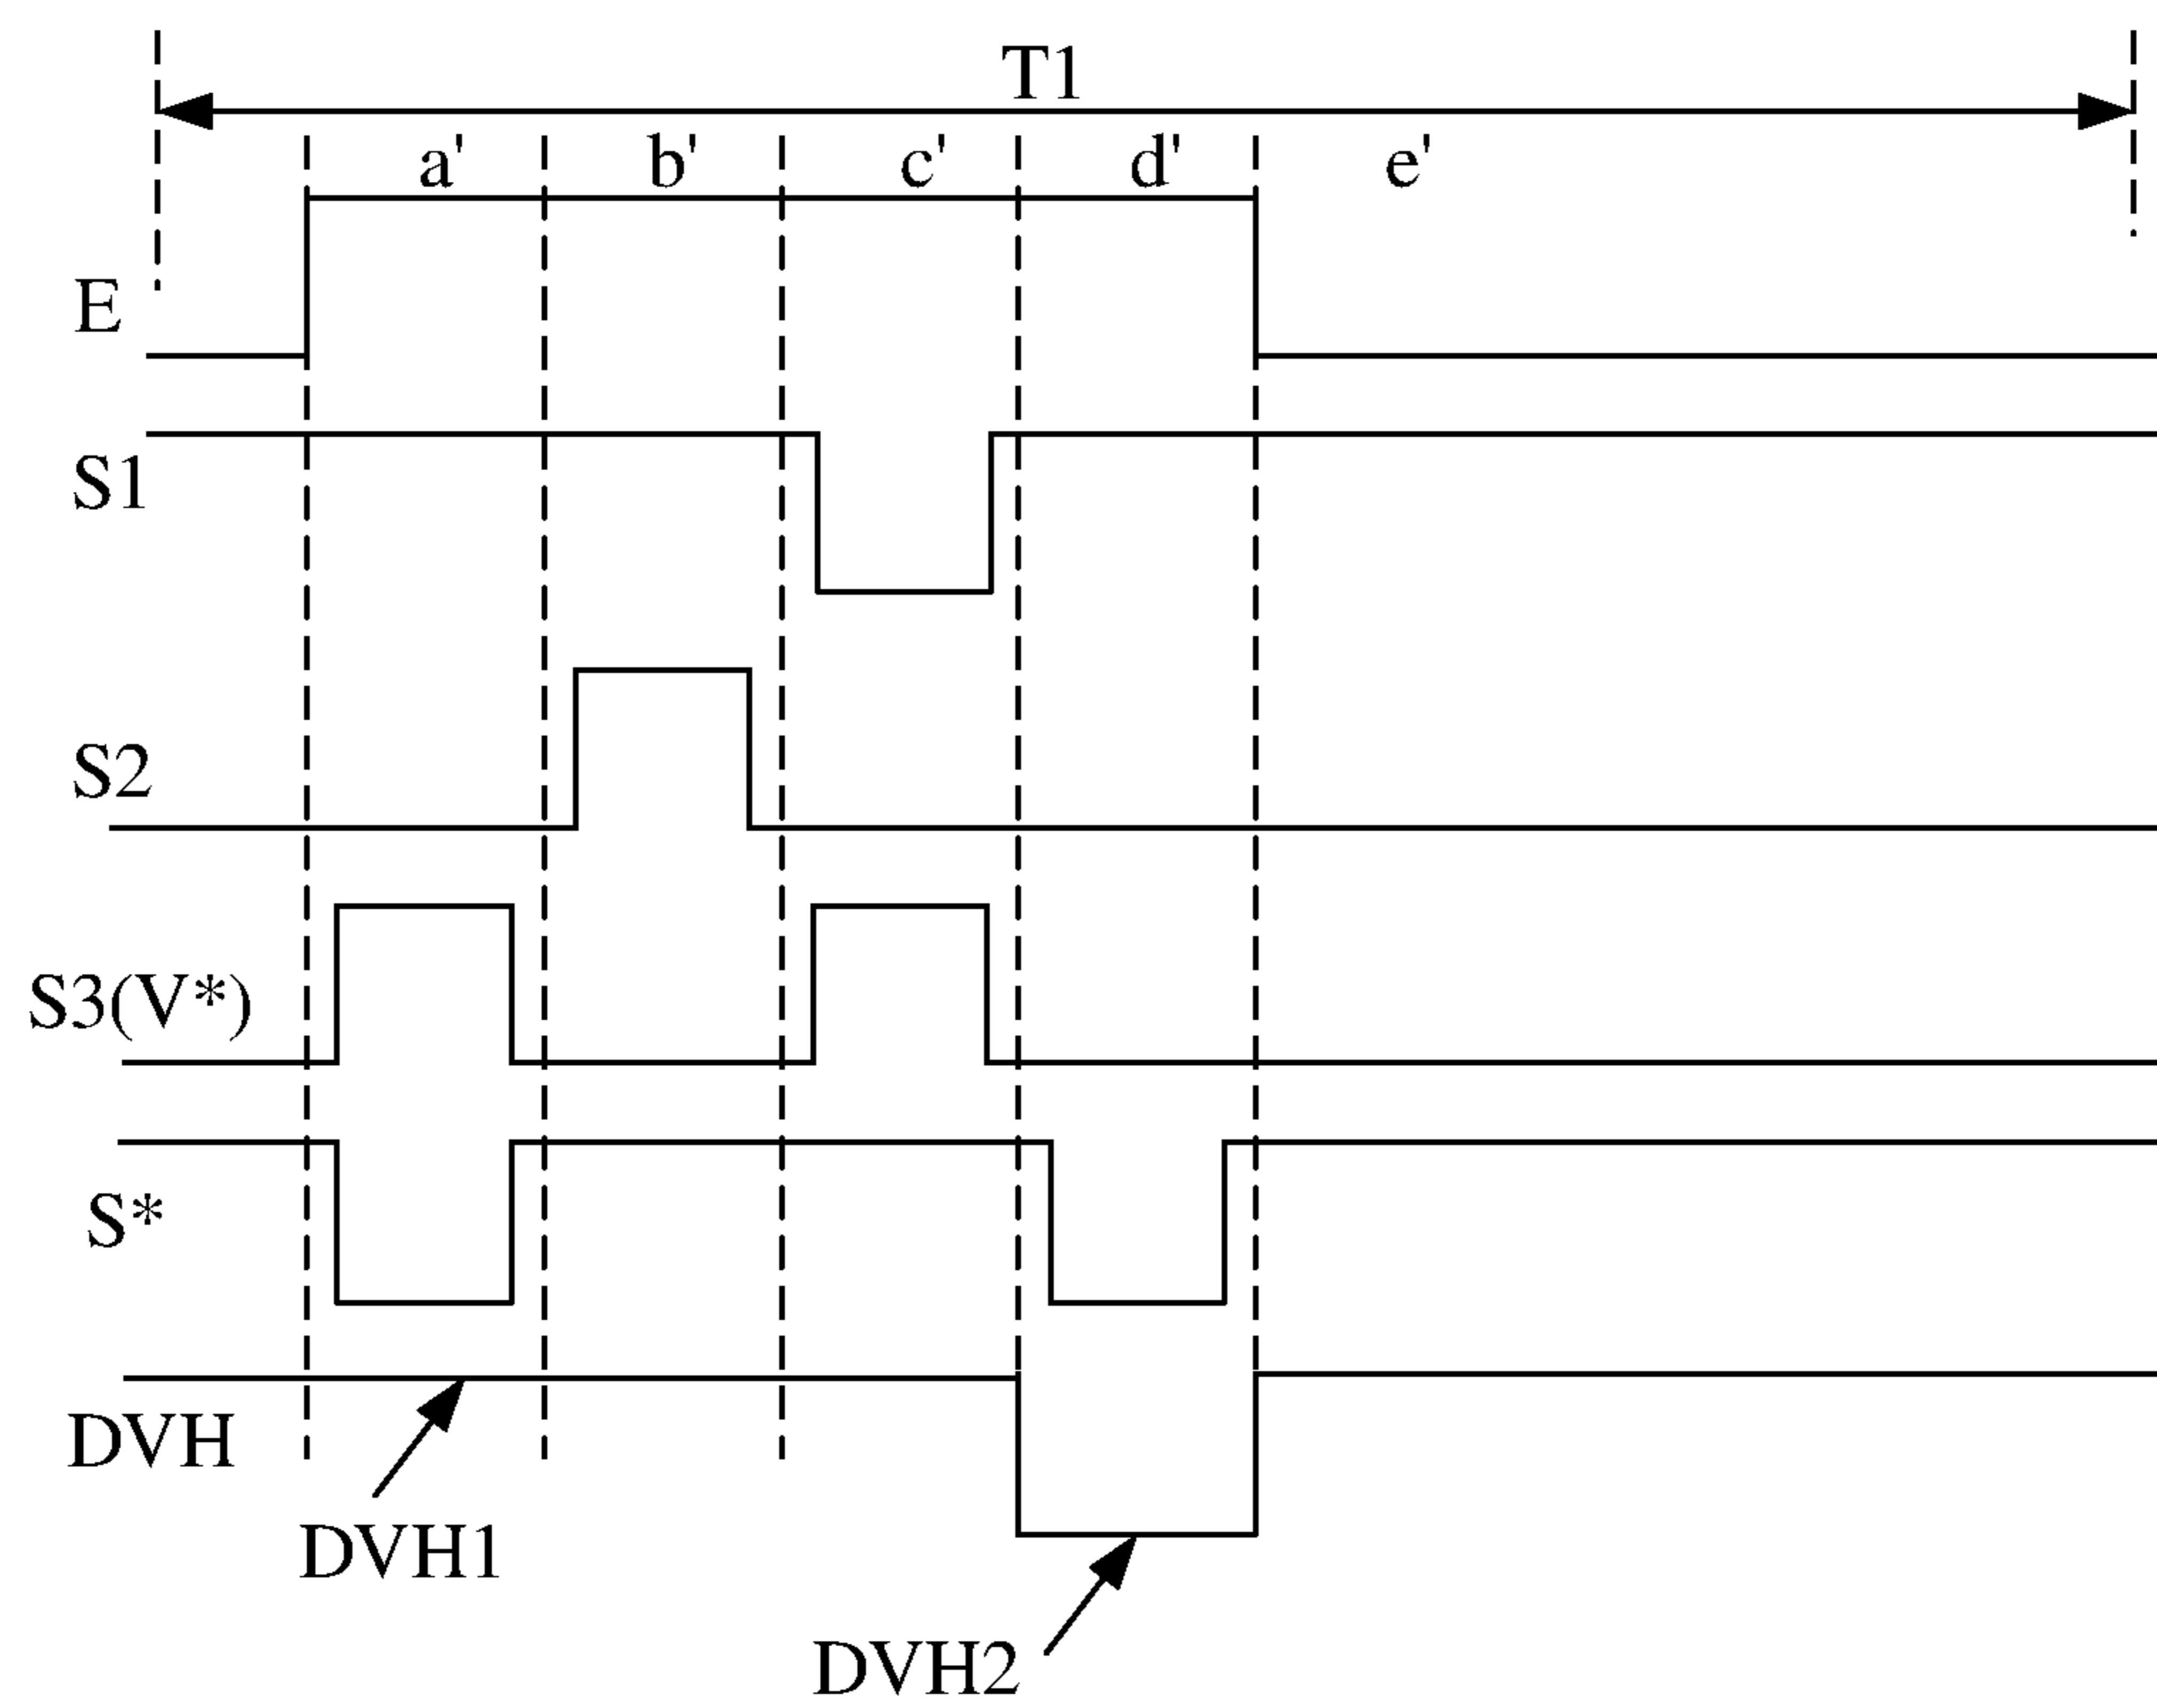 T1
a' b' c' d' e'
E
S1
S2
S3(V*)
S*
DVH
DVH1
DVH2